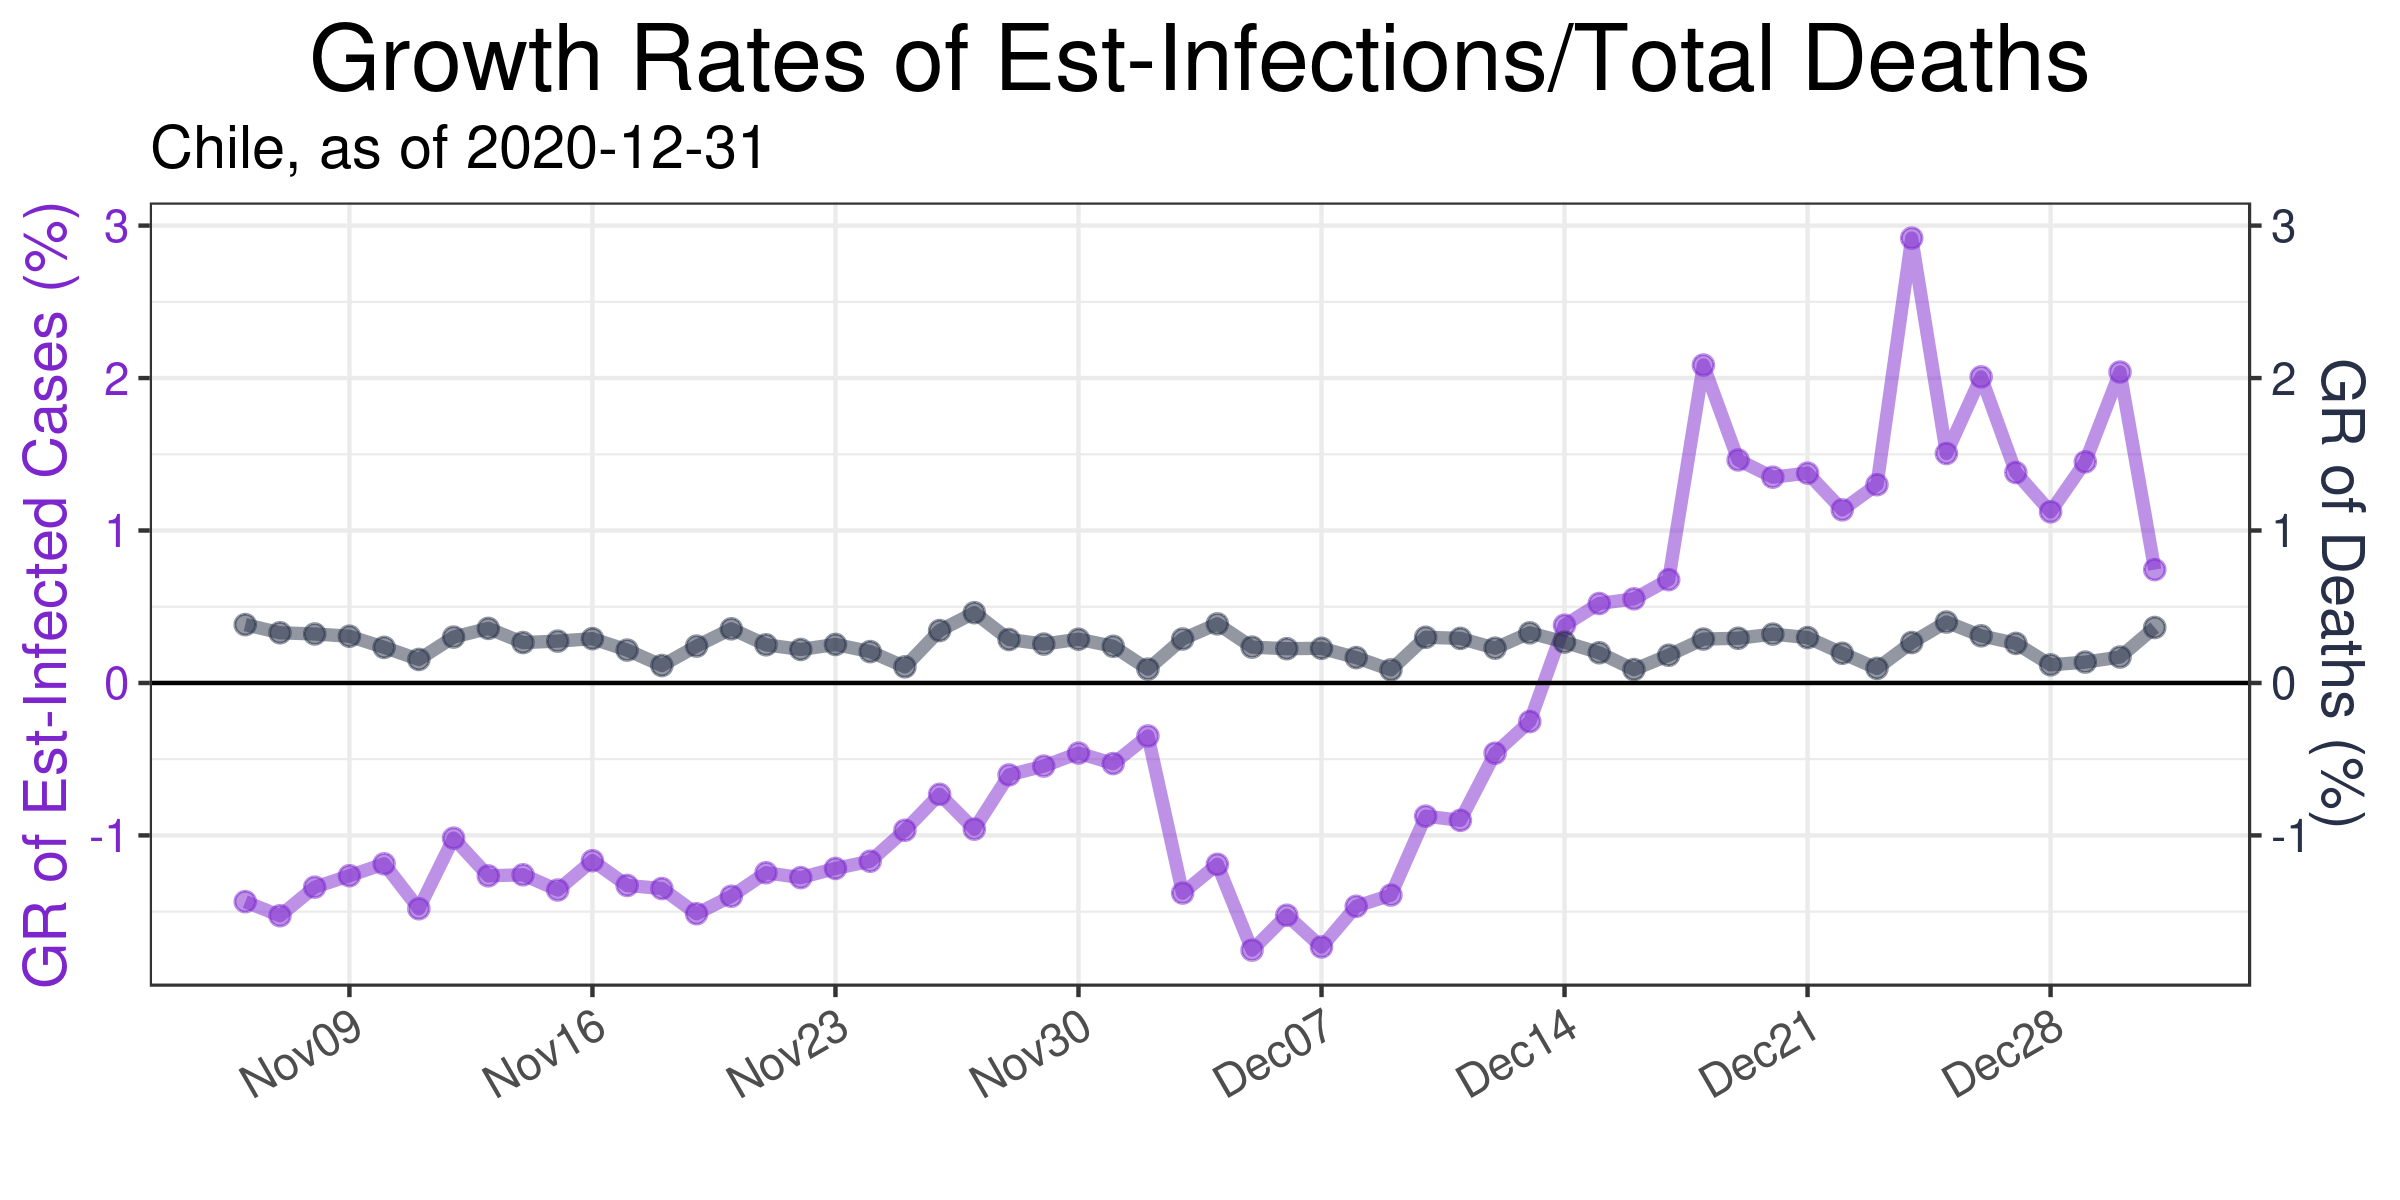 Growth Rates of Est-Infections/Total Deaths
Chile, as of 2020-12-31
GR of Est-Infected Cases (%)
3
2
1
0
-1
3
2
1
0
-1
GR of Deaths (%)
Nov09
Nov16
Nov23
Nov30
Dec07
Dec14
Dec21
Dec28